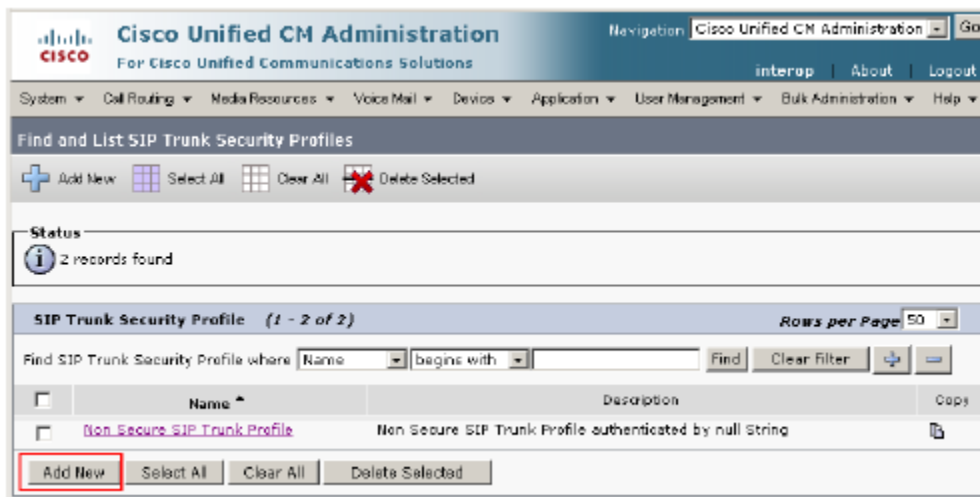 Cisco Unified CM Administration
Navigation Cisco Unified CM Administration Go
CISCO
For Cisco Unified Communications Solutions
interop | About | Logout
System Call Routing Media Resources Voice Mail Device Application User Management Bulk Administration Help
Find and List SIP Trunk Security Profiles
Add New Select All Clear All Delete Selected
Status
2 records found
SIP Trunk Security Profile (1 - 2 of 2) Rows per Page 50
Find SIP Trunk Security Profile where Name begins with Find Clear Filter
Name Description Copy
Non Secure SIP Trunk Profile Non Secure SIP Trunk Profile authenticated by null String
Add New Select All Clear All Delete Selected